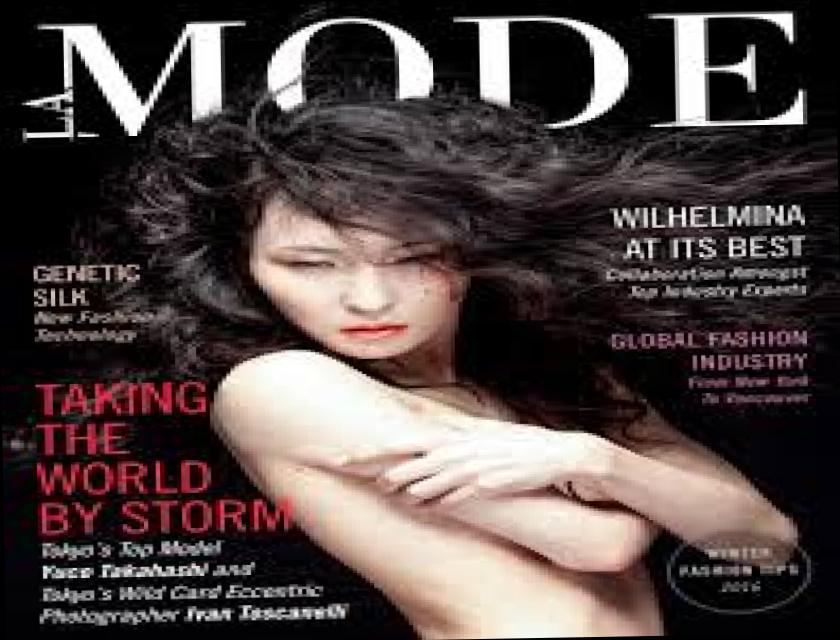 LA MODE
WILHELMINA
AT ITS BEST
Collaboration Amongst
Top Industry Experts
GENETIC
SILK
New Fashion
Technology
GLOBAL FASHION
INDUSTRY
From New York
To Vancouver
TAKING
THE
WORLD
BY STORM
Tokyo's Top Model
Yuco Takahashi and
Tokyo's Wild Card Eccentric
Photographer Ivan Toscanelli
WINTER
FASHION TIPS